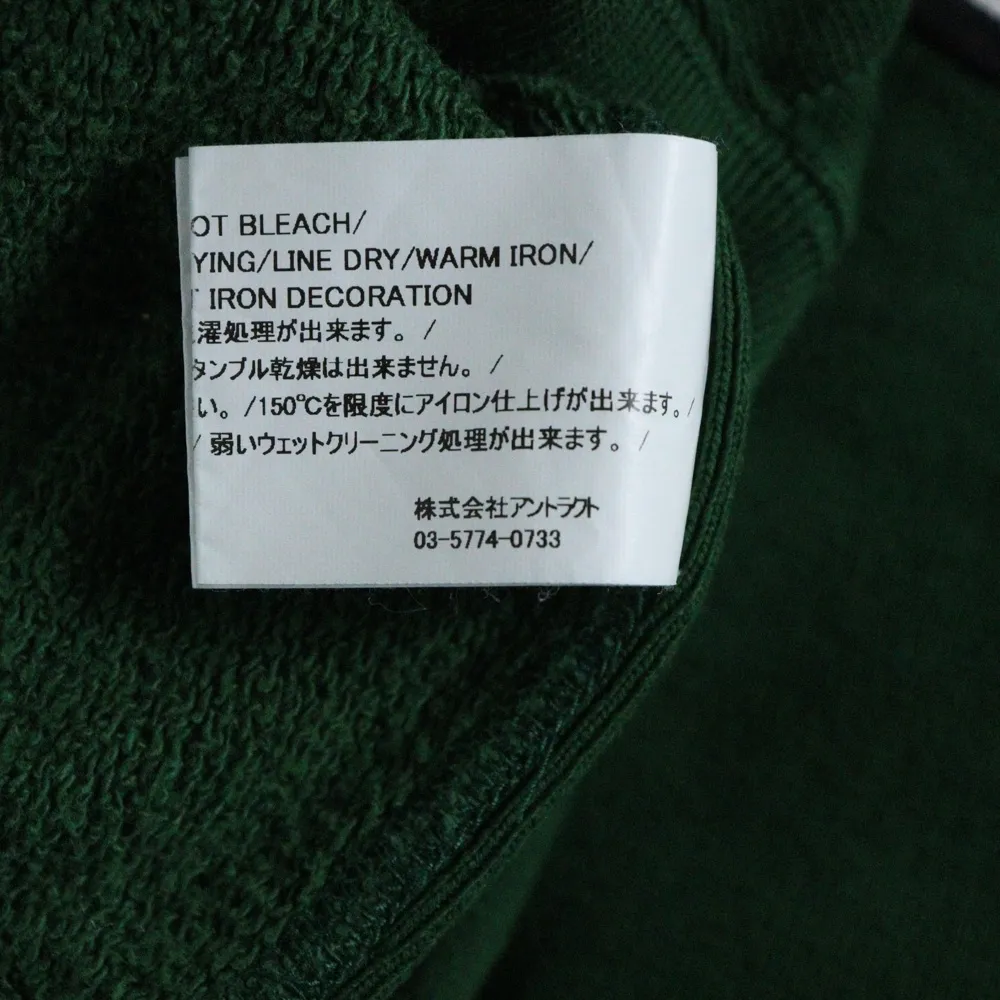 OT BLEACH/
YING/LINE DRY/WARM IRON/
IRON DECORATION
濯処理が出来ます。/
タンブル乾燥は出来ません。/
い。/150℃を限度にアイロン仕上げが出来ます。/
/ 弱いウェットクリーニング処理が出来ます。/
株式会社アントラクト
03-5774-0733